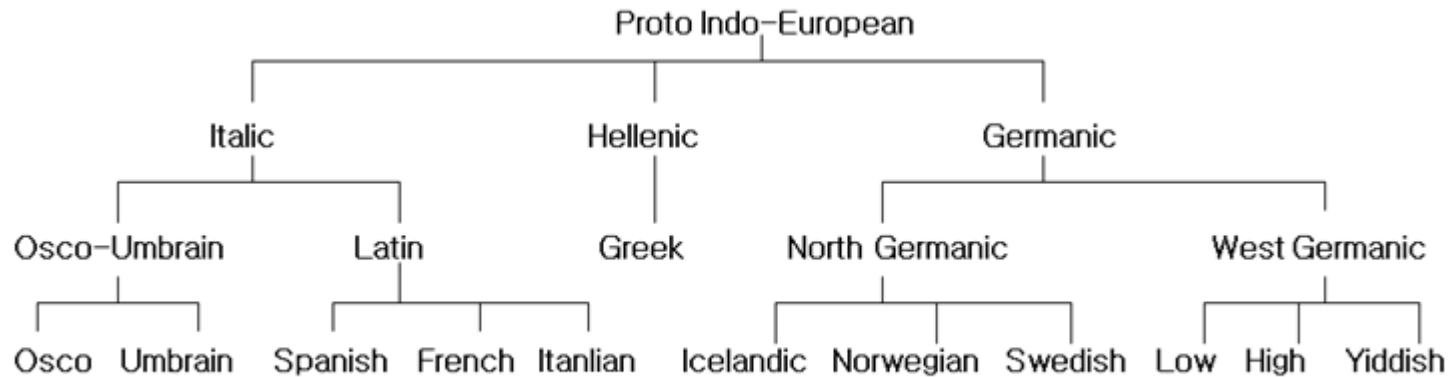 Proto Indo-European
Italic Hellenic Germanic
Osco-Umbrain Latin Greek North Germanic West Germanic
Osco Umbrain Spanish French Itanlian Icelandic Norwegian Swedish Low High Yiddish